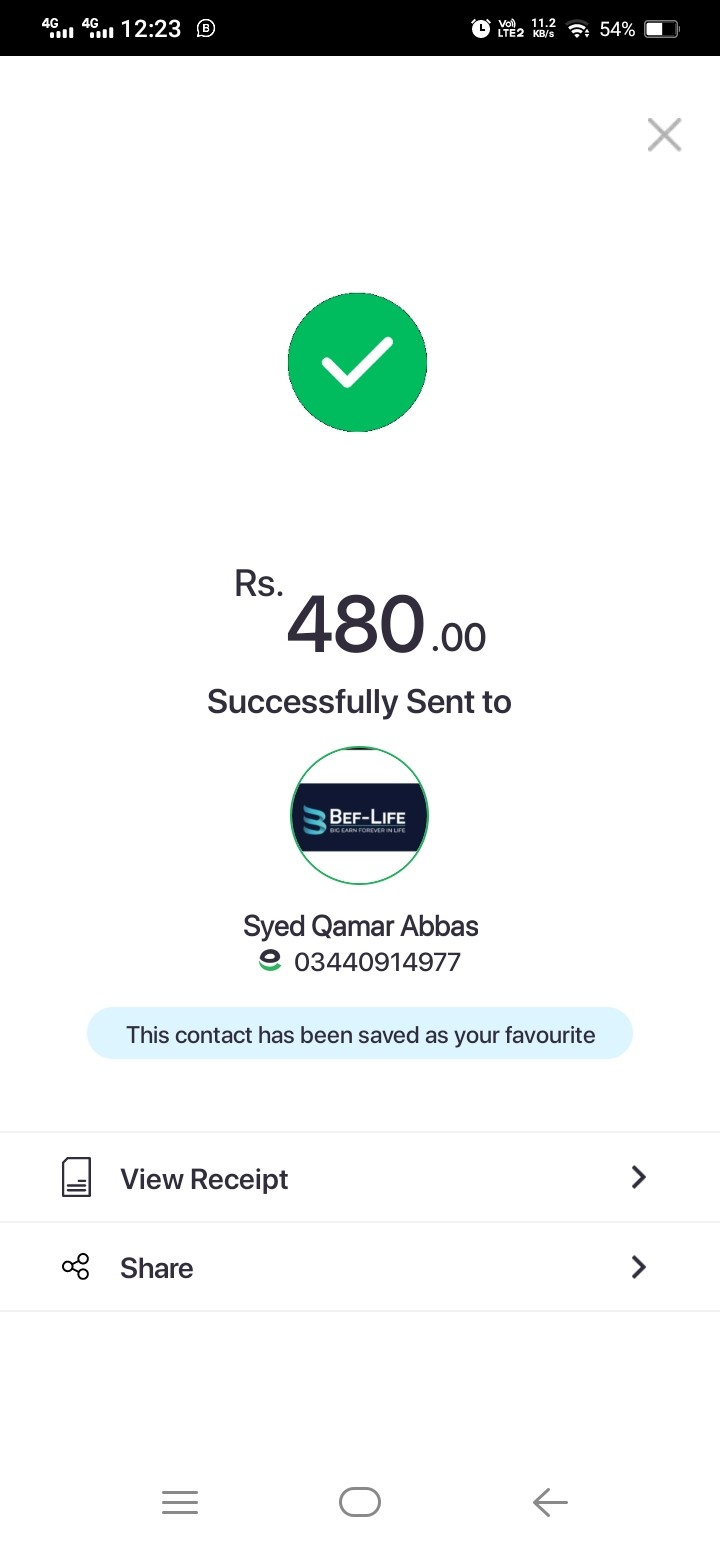 4G 4G 12:23 B Vo) LTE2 11.2 KB/s 54%
Rs. 480.00
Successfully Sent to
BEF-LIFE
BIG EARN FOREVER IN LIFE
Syed Qamar Abbas
03440914977
This contact has been saved as your favourite
View Receipt
Share